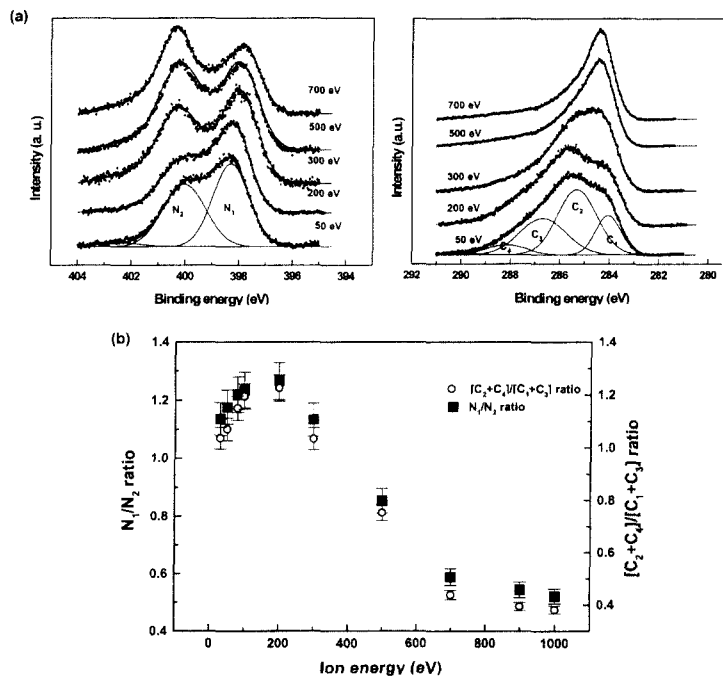 (a)
Intensity (a. u.)
700 eV
500 eV
300 eV
200 eV
50 eV
N₂
N₁
404 402 400 398 396 394
Binding energy (eV)
Intensity (a.u.)
700 eV
500 eV
300 eV
200 eV
50 eV
C₃
C₂
290 288 286 284 282 280
Binding energy (eV)
(b)
N₁/N₂ ratio
1.4
1.2
1.0
0.8
0.6
0.4
[C₂+C₄]/[C₁+C₃] ratio
N₁/N₃ ratio
1.4
1.2
1.0
0.8
0.6
0.4
[C₂+C₄]/[C₁+C₃] ratio
0 200 400 600 800 1000
Ion energy (eV)